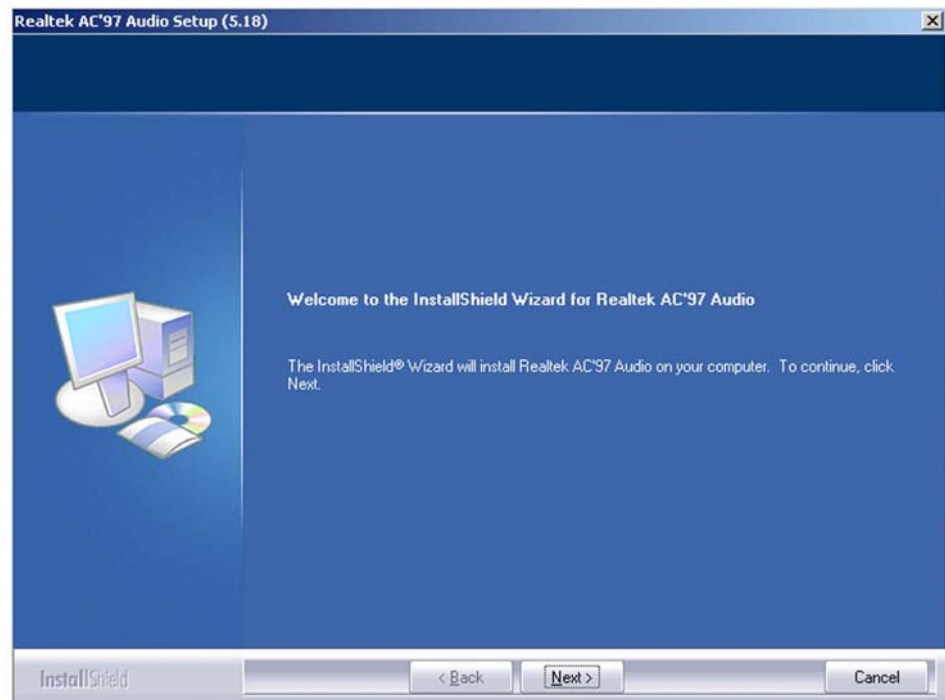 Realtek AC'97 Audio Setup (5.18)
Welcome to the InstallShield Wizard for Realtek AC'97 Audio
The InstallShield® Wizard will install Realtek AC'97 Audio on your computer. To continue, click
Next.
InstallShield
< Back
Next >
Cancel